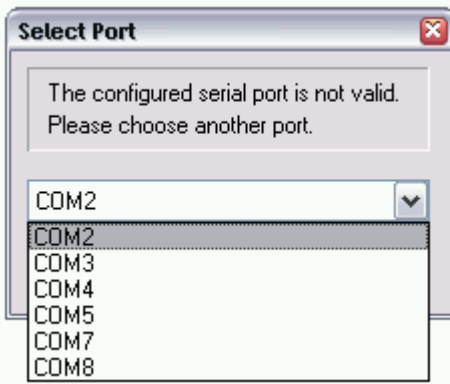 Select Port
The configured serial port is not valid.
Please choose another port.
COM2
COM2
COM3
COM4
COM5
COM7
COM8